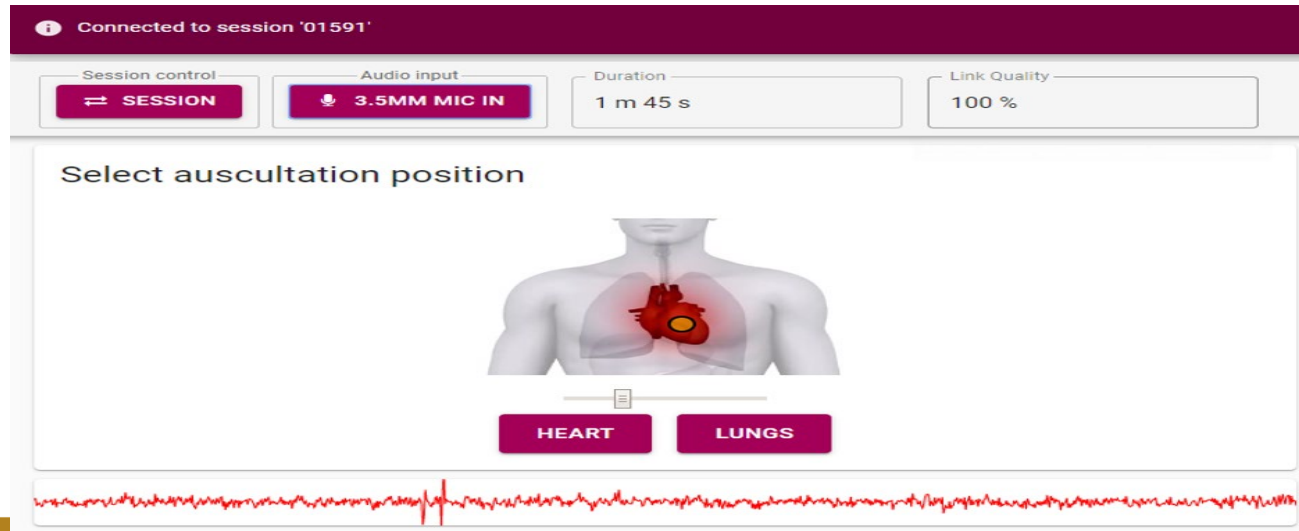 Connected to session '01591'
Session control
SESSION
Audio input
3.5MM MIC IN
Duration
1 m 45 s
Link Quality
100 %
Select auscultation position
HEART
LUNGS